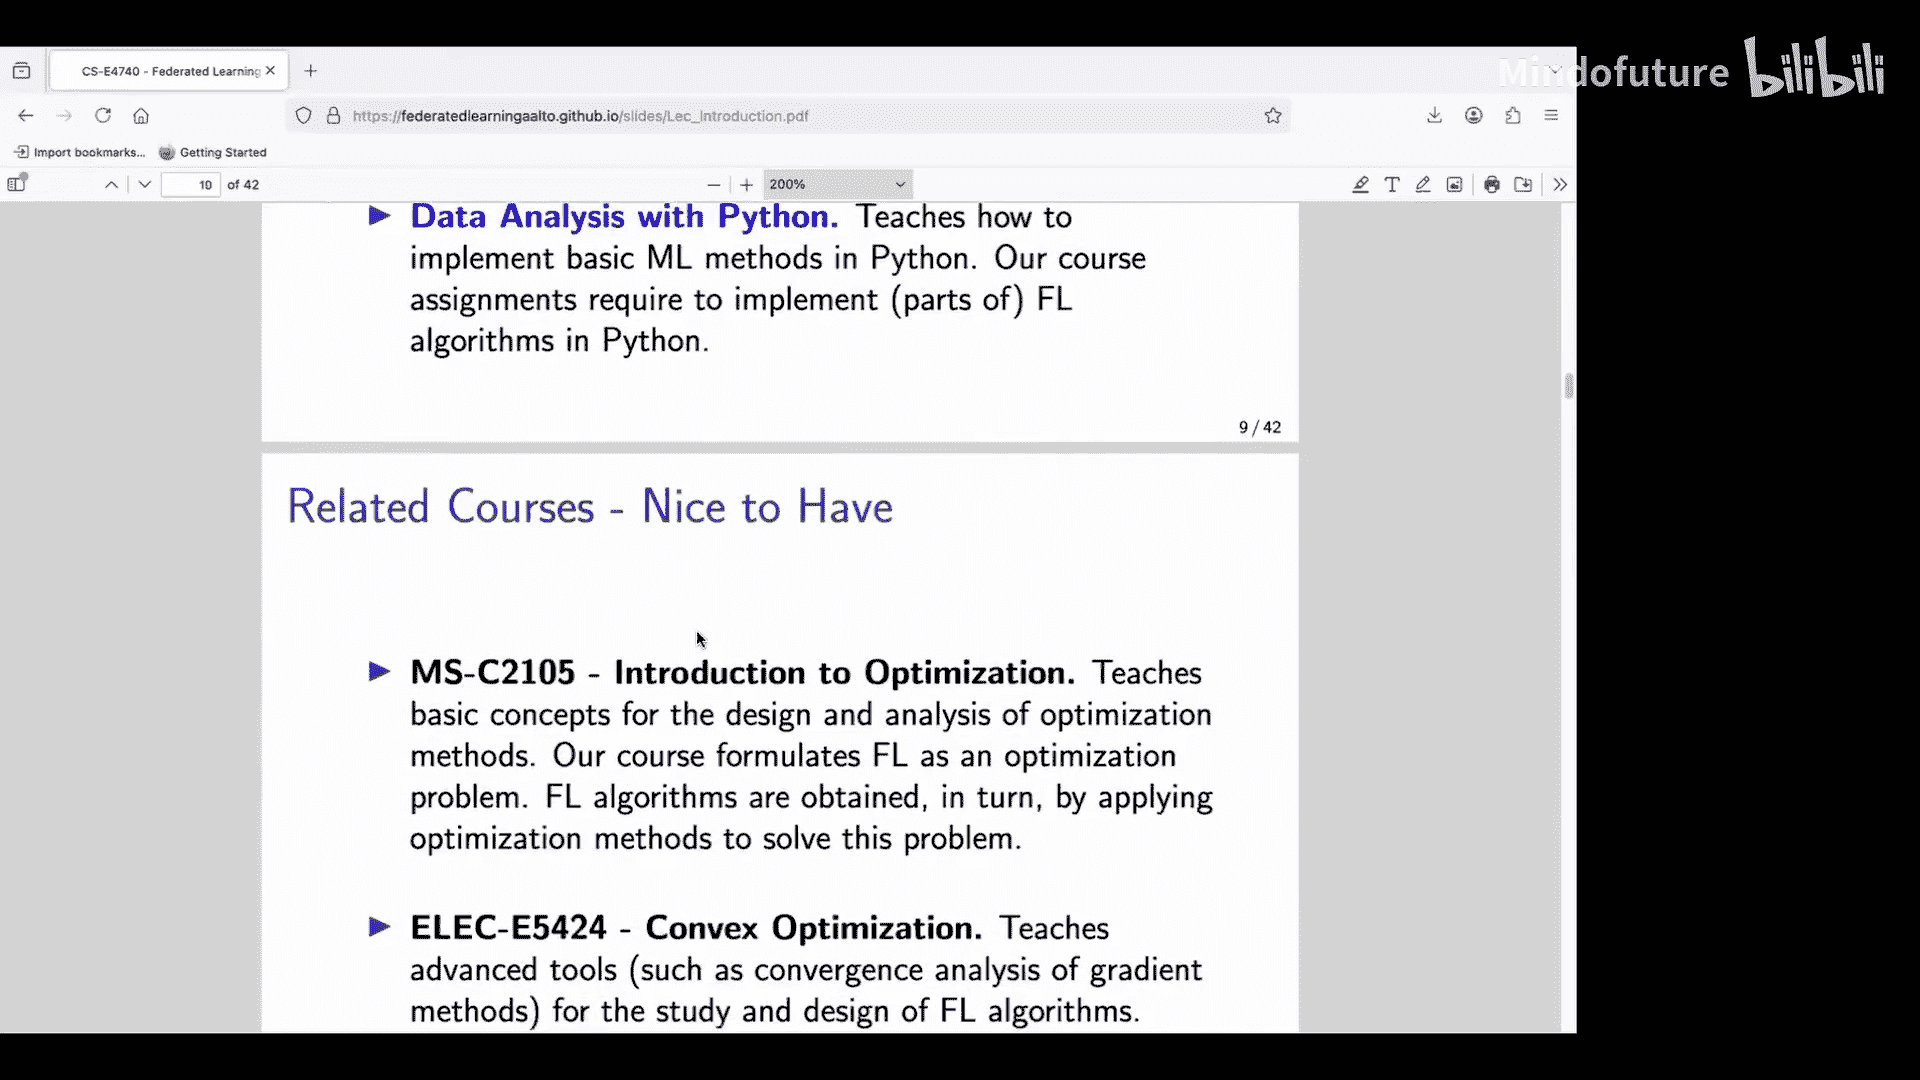 CS-E4740 - Federated Learning
Mindofuture bilibili
https://federatedlearningaalto.github.io/slides/Lec_Introduction.pdf
Import bookmarks... Getting Started
10 of 42
200%
Data Analysis with Python. Teaches how to
implement basic ML methods in Python. Our course
assignments require to implement (parts of) FL
algorithms in Python.
9 / 42
Related Courses - Nice to Have
MS-C2105 - Introduction to Optimization. Teaches
basic concepts for the design and analysis of optimization
methods. Our course formulates FL as an optimization
problem. FL algorithms are obtained, in turn, by applying
optimization methods to solve this problem.
ELEC-E5424 - Convex Optimization. Teaches
advanced tools (such as convergence analysis of gradient
methods) for the study and design of FL algorithms.